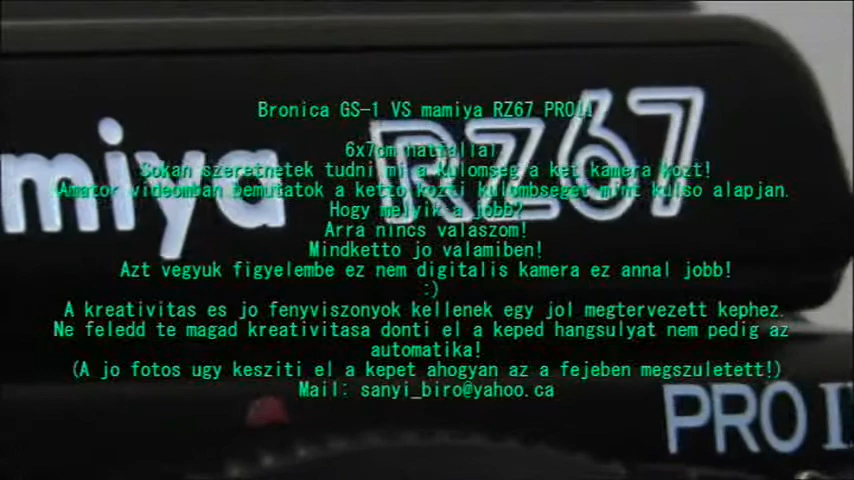 Bronica GS-1 VS mamiya RZ67 PROii
6x7cm hattallal
Sokan szeretnetek tudni mi a kulomseg a ket kamera kozt!
Amator videomban bemutatok a ketto kozti kulombseget mint kulso alapjan.
Hogy melyik a jobb?
Arra nincs valaszom!
Mindketto jo valamiben!
Azt vegyuk figyelembe ez nem digitalis kamera ez annal jobb!
:)
A kreativitas es jo fenyviszonyok kellenek egy jol megtervezett kephez.
Ne feledd te magad kreativitasa donti el a keped hangsulyat nem pedig az
automatika!
(A jo fotos ugy kesziti el a kepet ahogyan az a fejeben megszuletett!)
Mail: sanyi_biro@yahoo.ca
miya RZ67
PRO II